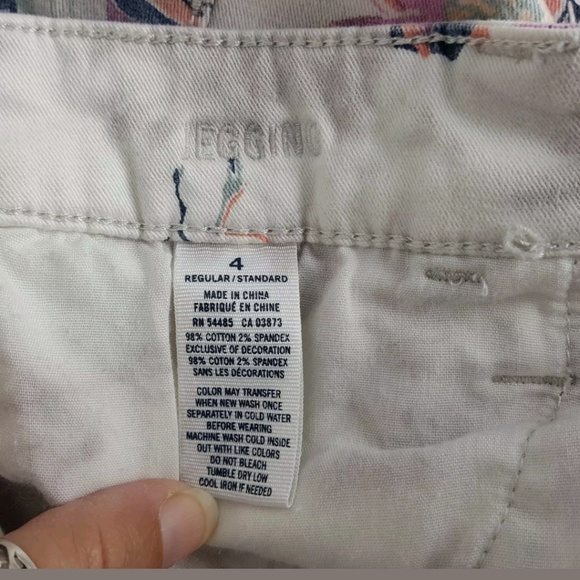 JEGGING
4
REGULAR/STANDARD
MADE IN CHINA
FABRIQUÉ EN CHINE
RN 54485 CA 03873
98% COTTON 2% SPANDEX
EXCLUSIVE OF DECORATION
98% COTON 2% SPANDEX
SANS LES DÉCORATIONS
COLOR MAY TRANSFER
WHEN NEW WASH ONCE
SEPARATELY IN COLD WATER
BEFORE WEARING
MACHINE WASH COLD INSIDE
OUT WITH LIKE COLORS
DO NOT BLEACH
TUMBLE DRY LOW
COOL IRON IF NEEDED